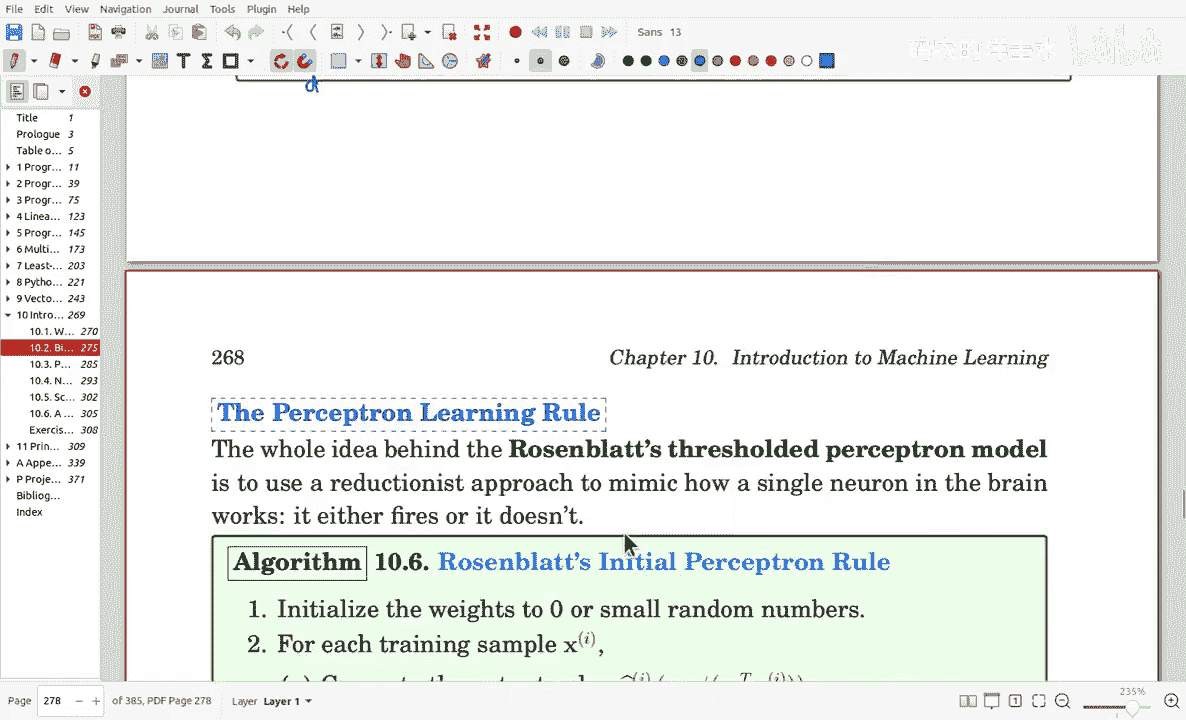 File Edit View Navigation Journal Tools Plugin Help
Sans 13
Title 1
Prologue 3
Table o... 5
1 Progr... 11
2 Progr... 39
3 Progr... 75
4 Linea... 123
5 Progr... 145
6 Multi... 173
7 Least-... 203
8 Pytho... 221
9 Vecto... 243
10 Intro... 269
10.1. W... 270
10.2. Bi... 275
10.3. P... 285
10.4. N... 293
10.5. Sc... 302
10.6. A ... 305
Exercis... 308
11 Prin... 309
A Appe... 339
P Proje... 371
Bibliog...
Index
268 Chapter 10. Introduction to Machine Learning
The Perceptron Learning Rule
The whole idea behind the Rosenblatt's thresholded perceptron model
is to use a reductionist approach to mimic how a single neuron in the brain
works: it either fires or it doesn't.
Algorithm 10.6. Rosenblatt's Initial Perceptron Rule
1. Initialize the weights to 0 or small random numbers.
2. For each training sample x^(i),
Page 278 − + of 385, PDF Page 278 Layer Layer 1
235%